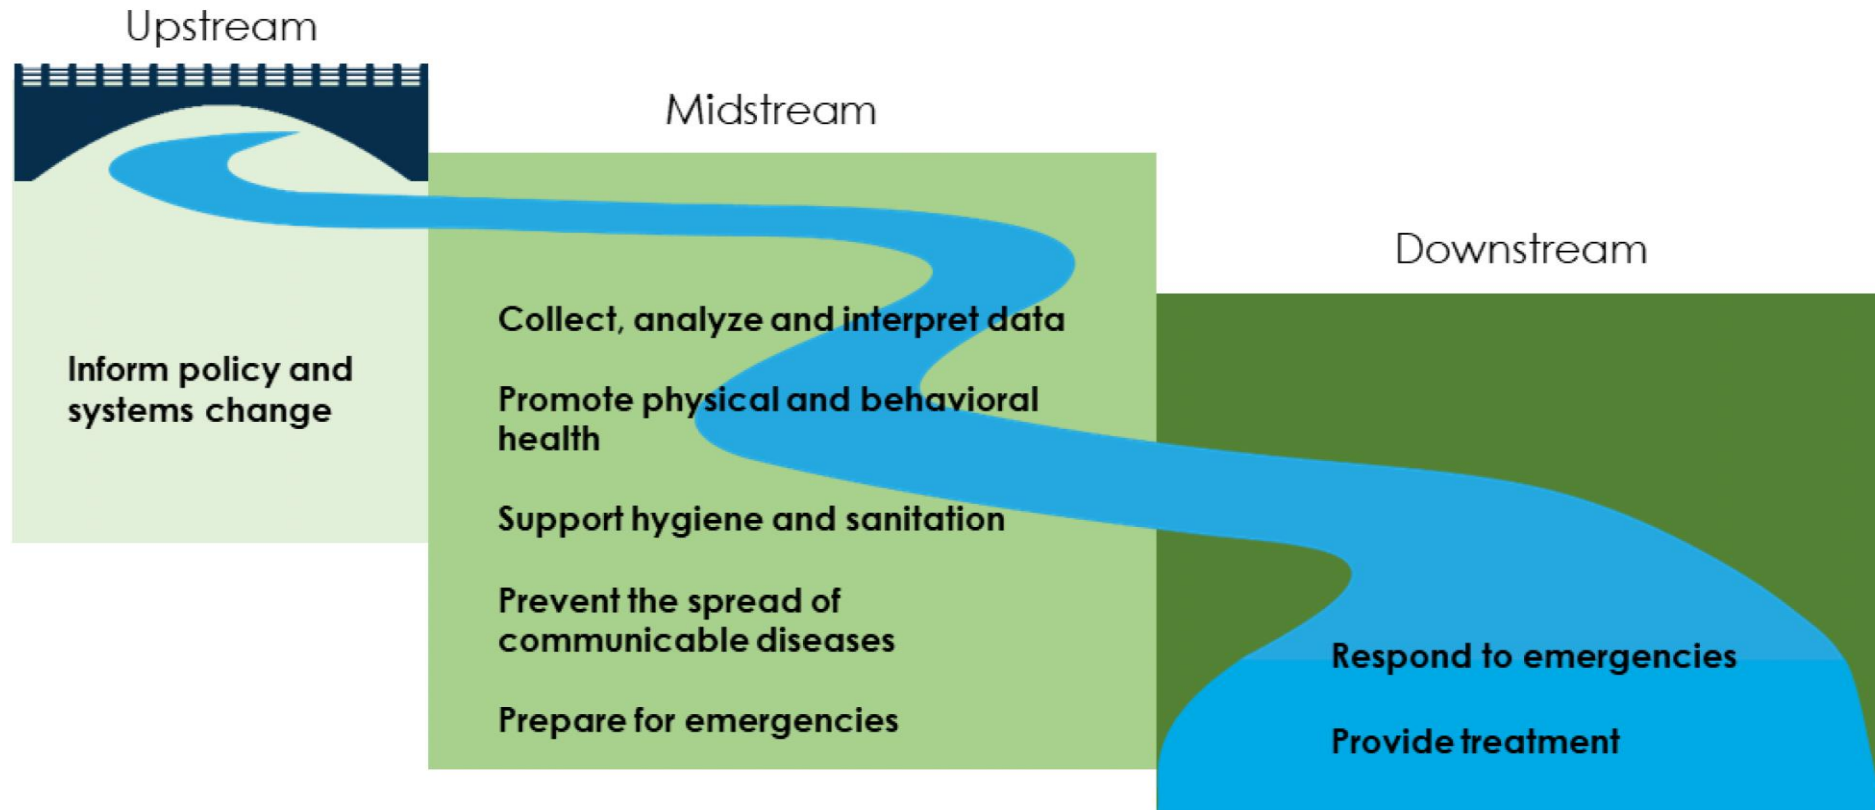 Upstream
Inform policy and
systems change
Midstream
Collect, analyze and interpret data
Promote physical and behavioral
health
Support hygiene and sanitation
Prevent the spread of
communicable diseases
Prepare for emergencies
Downstream
Respond to emergencies
Provide treatment